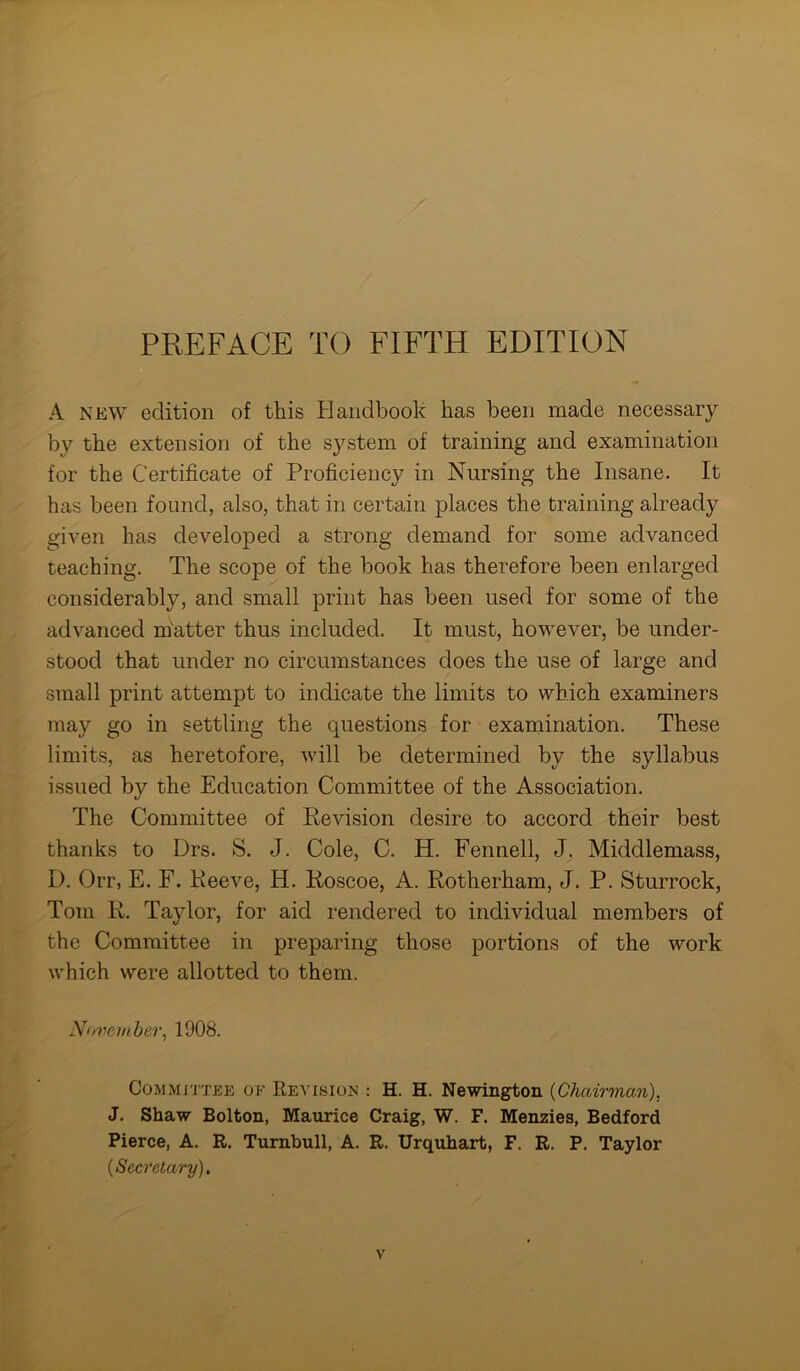 PREFACE TO FIFTH EDITION
A NEW edition of this Handbook has been made necessary
by the extension of the system of training and examination
for the Certificate of Proficiency in Nursing the Insane. It
has been found, also, that in certain places the training already
given has developed a strong demand for some advanced
teaching. The scope of the book has therefore been enlarged
considerably, and small print has been used for some of the
advanced matter thus included. It must, however, be under-
stood that under no circumstances does the use of large and
small print attempt to indicate the limits to which examiners
may go in settling the questions for examination. These
limits, as heretofore, will be determined by the syllabus
issued by the Education Committee of the Association.
The Committee of Revision desire to accord their best
thanks to Drs. S. J. Cole, C. H. Fennell, J. Middlemass,
D. Orr, E. F. Reeve, H. Roscoe, A. Rotherham, J. P. Sturrock,
Tom R. Taylor, for aid rendered to individual members of
the Committee in preparing those portions of the work
which were allotted to them.
November, 1908.
COMMITTEE OF REVISION : H. H. Newington (Chairman),
J. Shaw Bolton, Maurice Craig, W. F. Menzies, Bedford
Pierce, A. R. Turnbull, A. R. Urquhart, F. R. P. Taylor
(Secretary).
v